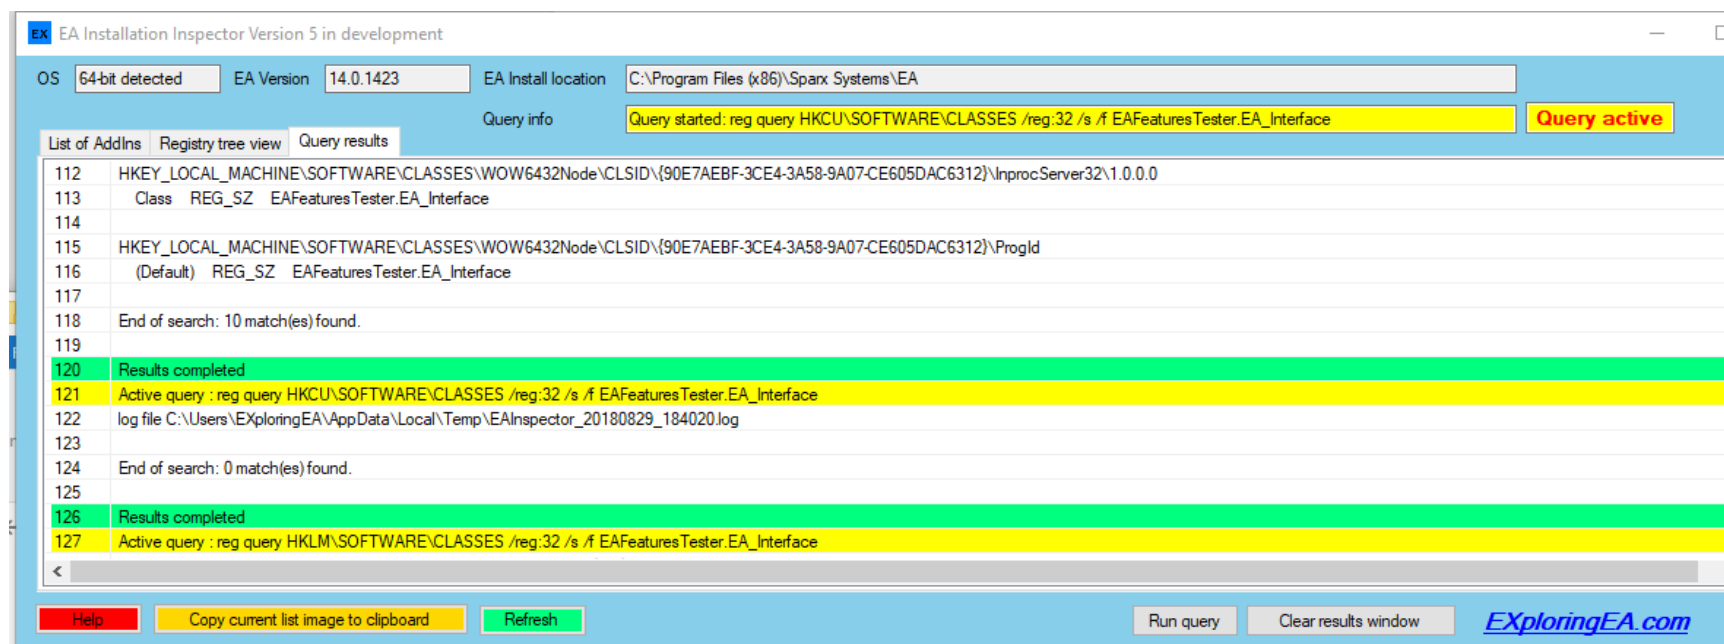 EX EA Installation Inspector Version 5 in development
OS 64-bit detected EA Version 14.0.1423 EA Install location C:\Program Files (x86)\Sparx Systems\EA
Query info Query started: reg query HKCU\SOFTWARE\CLASSES /reg:32 /s /f EAFeaturesTester.EA_Interface Query active
List of AddIns Registry tree view Query results
112 HKEY_LOCAL_MACHINE\SOFTWARE\CLASSES\WOW6432Node\CLSID\{90E7AEBF-3CE4-3A58-9A07-CE605DAC6312}\InprocServer32\1.0.0.0
113 Class REG_SZ EAFeaturesTester.EA_Interface
114
115 HKEY_LOCAL_MACHINE\SOFTWARE\CLASSES\WOW6432Node\CLSID\{90E7AEBF-3CE4-3A58-9A07-CE605DAC6312}\ProgId
116 (Default) REG_SZ EAFeaturesTester.EA_Interface
117
118 End of search: 10 match(es) found.
119
120 Results completed
121 Active query : reg query HKCU\SOFTWARE\CLASSES /reg:32 /s /f EAFeaturesTester.EA_Interface
122 log file C:\Users\EXploringEA\AppData\Local\Temp\EAInspector_20180829_184020.log
123
124 End of search: 0 match(es) found.
125
126 Results completed
127 Active query : reg query HKLM\SOFTWARE\CLASSES /reg:32 /s /f EAFeaturesTester.EA_Interface
Help Copy current list image to clipboard Refresh Run query Clear results window EXploringEA.com